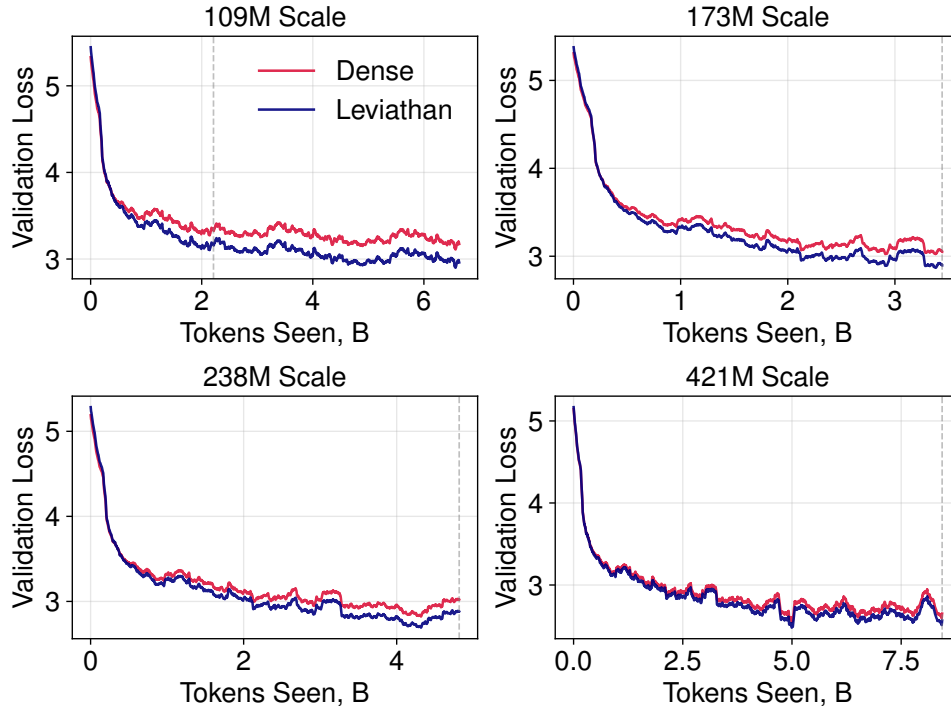 109M Scale
Validation Loss
5
4
3
Dense
Leviathan
0
2
4
6
Tokens Seen, B
173M Scale
Validation Loss
5
4
3
0
1
2
3
Tokens Seen, B
238M Scale
Validation Loss
5
4
3
0
2
4
Tokens Seen, B
421M Scale
Validation Loss
5
4
3
0.0
2.5
5.0
7.5
Tokens Seen, B